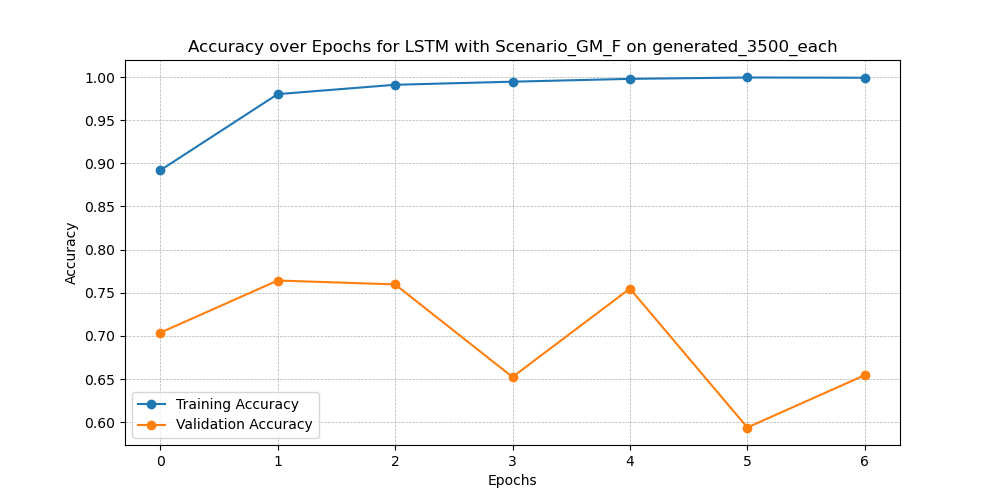 Accuracy over Epochs for LSTM with Scenario_GM_F on generated_3500_each
Accuracy
1.00
0.95
0.90
0.85
0.80
0.75
0.70
0.65
0.60
Training Accuracy
Validation Accuracy
0 1 2 3 4 5 6
Epochs